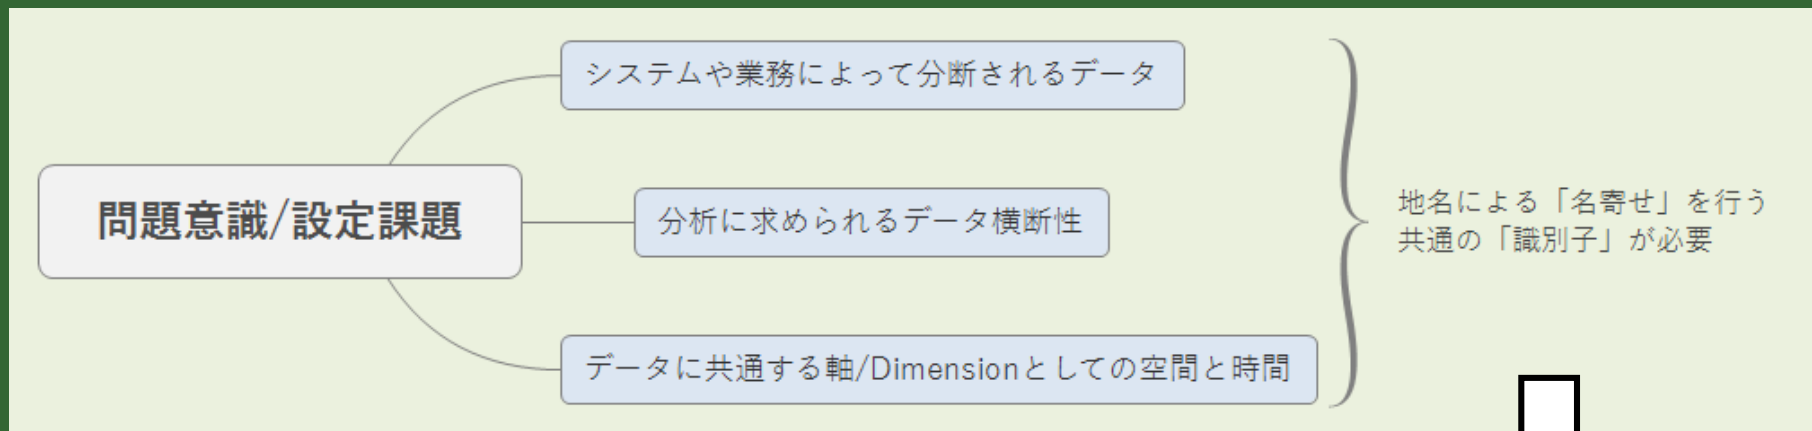 システムや業務によって分断されるデータ
問題意識/設定課題
分析に求められるデータ横断性
データに共通する軸/Dimensionとしての空間と時間
地名による「名寄せ」を行う
共通の「識別子」が必要